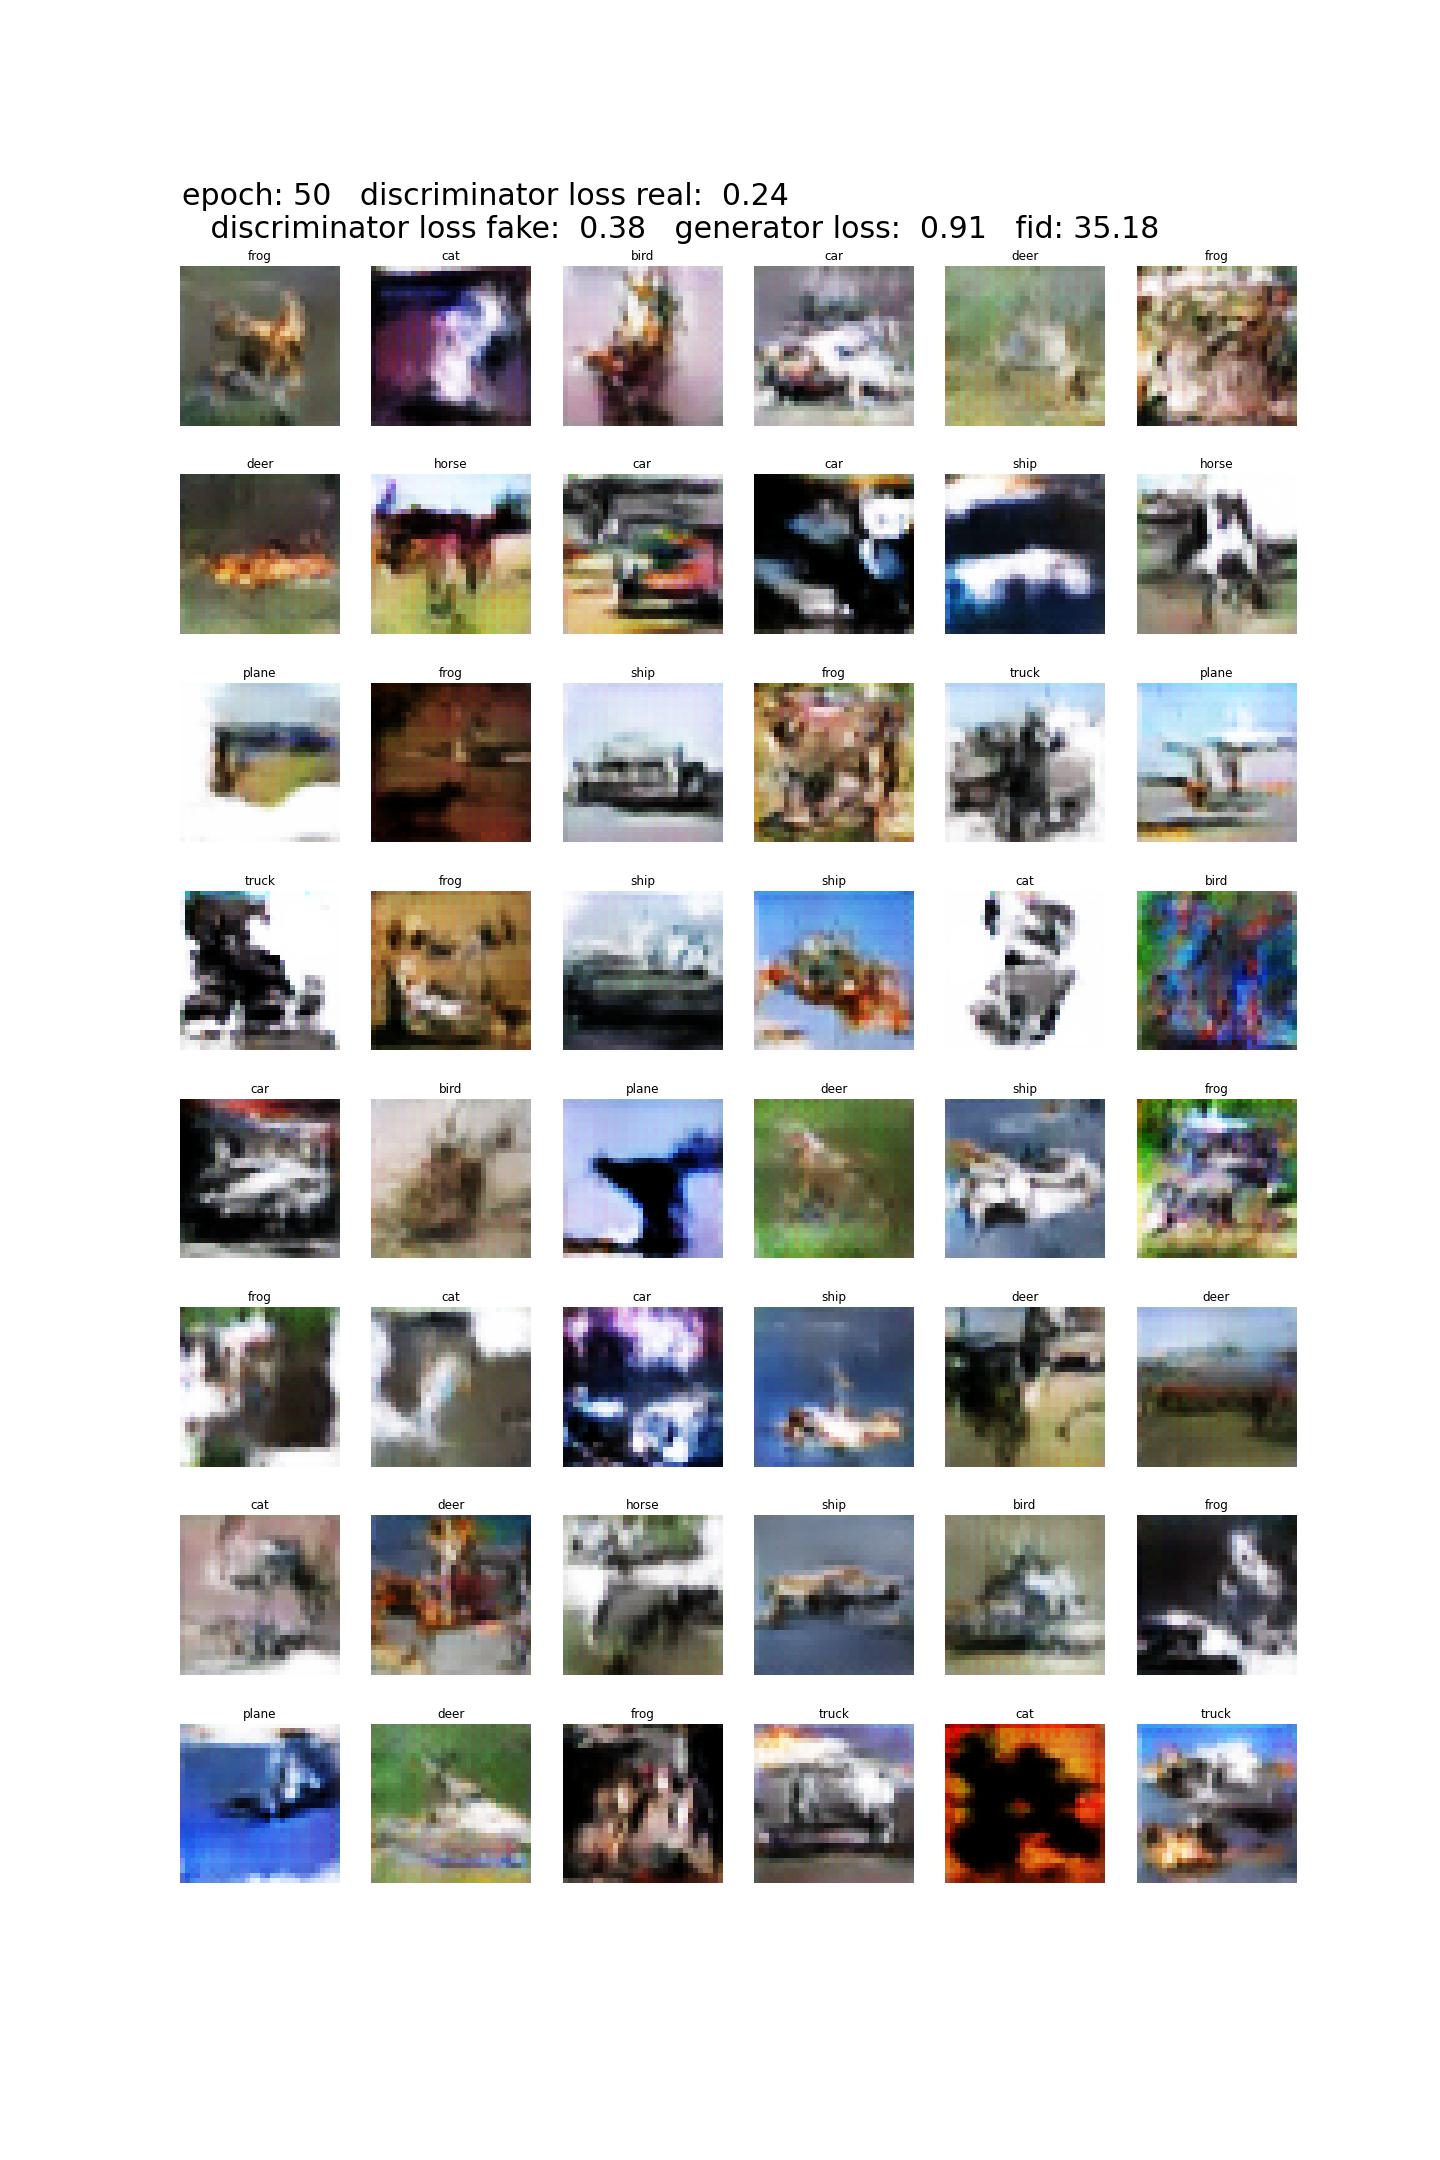 epoch: 50   discriminator loss real:  0.24
discriminator loss fake:  0.38   generator loss:  0.91   fid: 35.18
frog cat bird car deer frog
deer horse car car ship horse
plane frog ship frog truck plane
truck frog ship ship cat bird
car bird plane deer ship frog
frog cat car ship deer deer
cat deer horse ship bird frog
plane deer frog truck cat truck